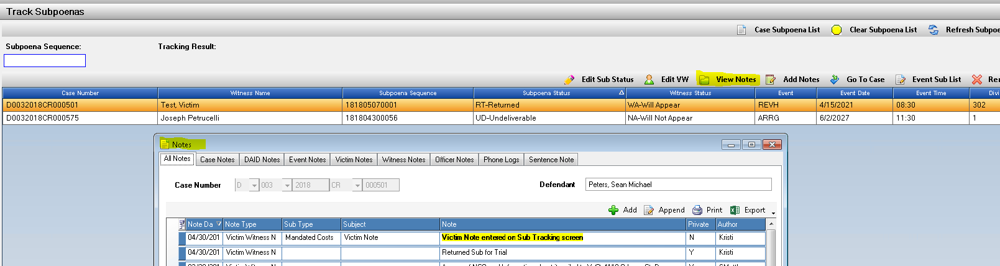 Track Subpoenas
Case Subpoena List Clear Subpoena List Refresh Subpoe
Subpoena Sequence: Tracking Result:
Edit Sub Status Edit VW View Notes Add Notes Go To Case Event Sub List Re
Case Number Witness Name Subpoena Sequence Subpoena Status Witness Status Event Event Date Event Time Divi
D0032018CR000501 Test, Victim 181805070001 RT-Returned WA-Will Appear REVH 4/15/2021 08:30 302
D0032018CR000575 Joseph Petrucelli 181804300056 UD-Undeliverable NA-Will Not Appear ARRG 6/2/2027 11:30 1
Notes
All Notes Case Notes DAID Notes Event Notes Victim Notes Witness Notes Officer Notes Phone Logs Sentence Note
Case Number D 003 2018 CR 000501 Defendant Peters, Sean Michael
Add Append Print Export
Note Da Note Type Sub Type Subject Note Private Author
04/30/201 Victim Witness N Mandated Costs Victim Note Victim Note entered on Sub Tracking screen N Kristi
04/30/201 Victim Witness N Returned Sub for Trial Y Kristi